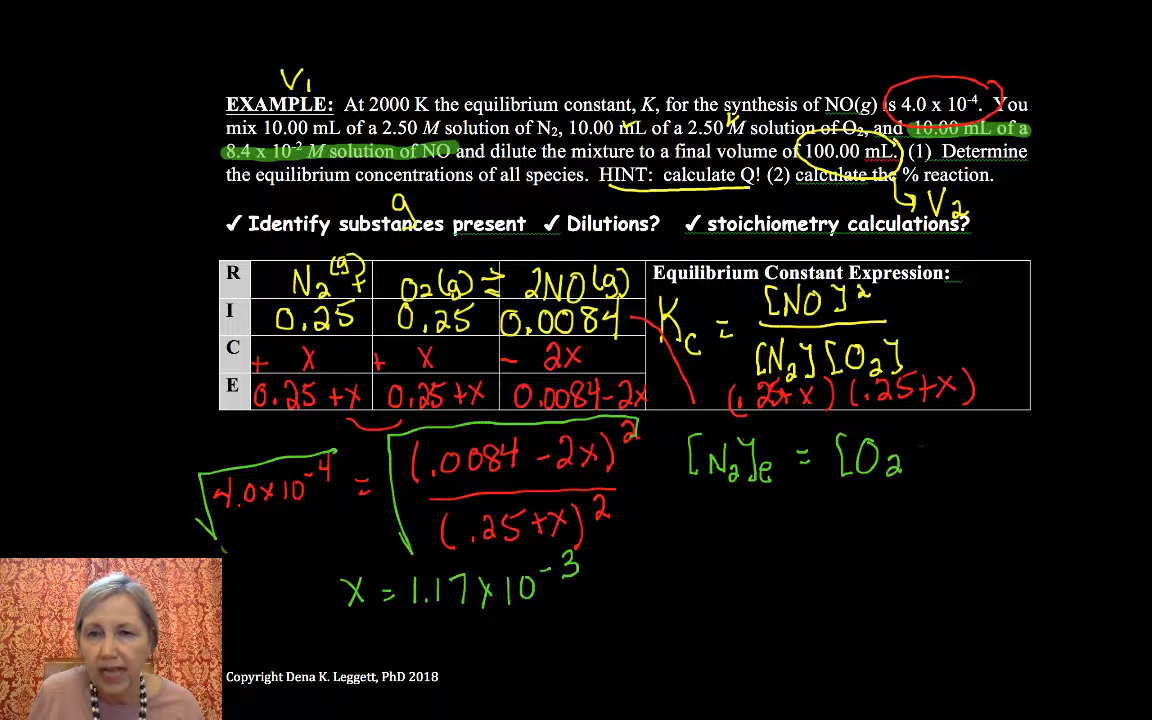 V₁
EXAMPLE: At 2000 K the equilibrium constant, K, for the synthesis of NO(g) is 4.0 x 10⁻⁴. You
mix 10.00 mL of a 2.50 M solution of N₂, 10.00 mL of a 2.50 M solution of O₂, and 10.00 mL of a
8.4 x 10⁻² M solution of NO and dilute the mixture to a final volume of 100.00 mL. (1) Determine
the equilibrium concentrations of all species. HINT: calculate Q! (2) calculate the % reaction.
V₂
✓ Identify substances present ✓ Dilutions? ✓ stoichiometry calculations?
R N₂(g) + O₂(g) ⇌ 2NO(g) Equilibrium Constant Expression:
I 0.25 0.25 0.0084 Kc = [NO]² / [N₂][O₂]
C + x + x - 2x
E 0.25 +x 0.25+x 0.0084-2x (.25+x)(.25+x)
√4.0x10⁻⁴ = √(.0084 - 2x)² / (.25+x)² [N₂]e = [O₂
x = 1.17x10⁻³
Copyright Dena K. Leggett, PhD 2018